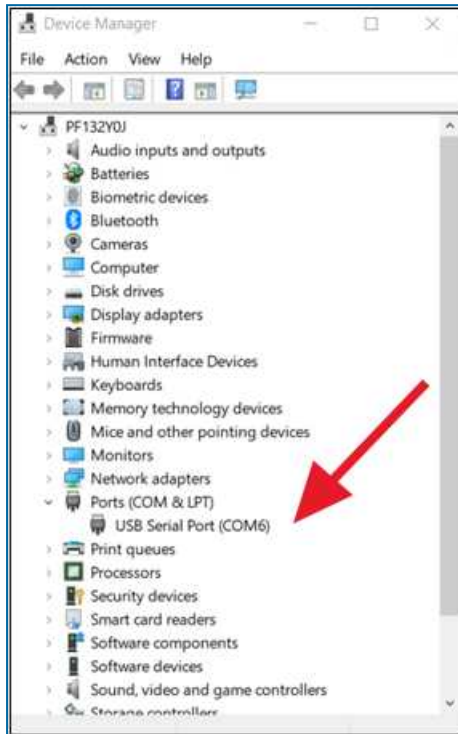 Device Manager
File Action View Help
PF132Y0J
Audio inputs and outputs
Batteries
Biometric devices
Bluetooth
Cameras
Computer
Disk drives
Display adapters
Firmware
Human Interface Devices
Keyboards
Memory technology devices
Mice and other pointing devices
Monitors
Network adapters
Ports (COM & LPT)
USB Serial Port (COM6)
Print queues
Processors
Security devices
Smart card readers
Software components
Software devices
Sound, video and game controllers
Storage controllers